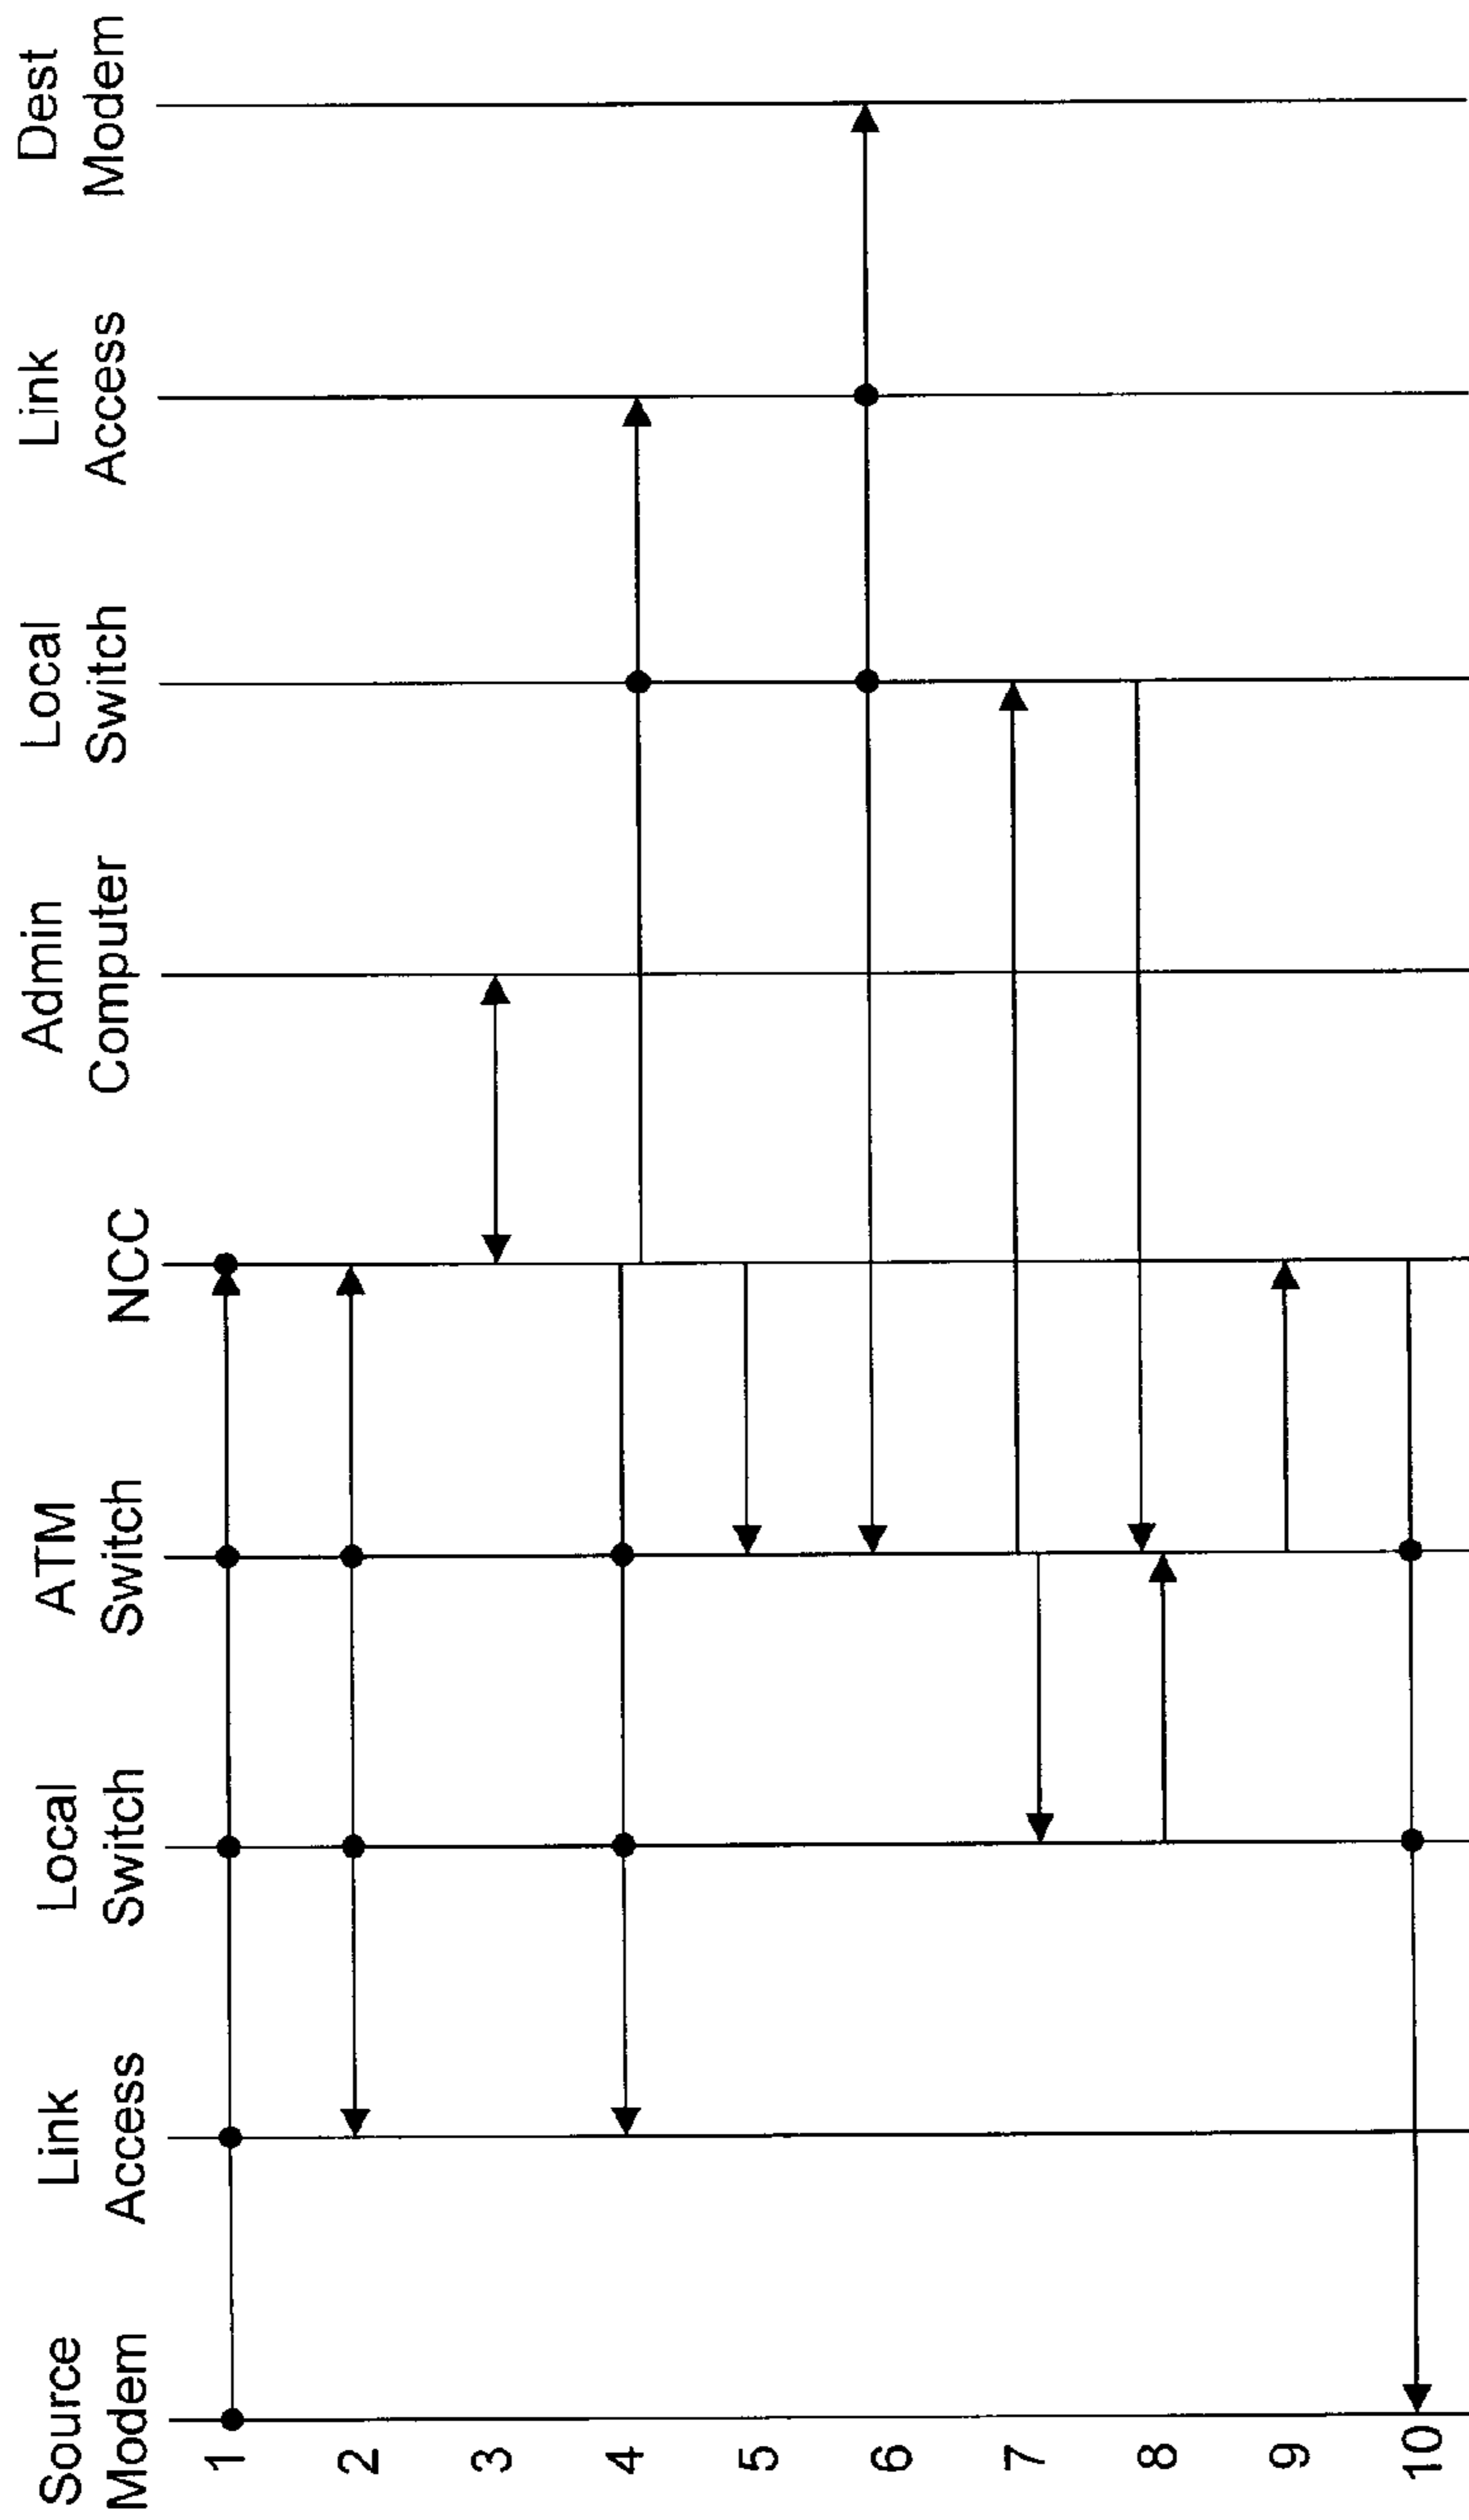 Source
Modem
Link
Access
Local
Switch
ATM
Switch
NCC
Admin
Computer
Local
Switch
Link
Access
Dest
Modem
1
2
3
4
5
6
7
8
9
10